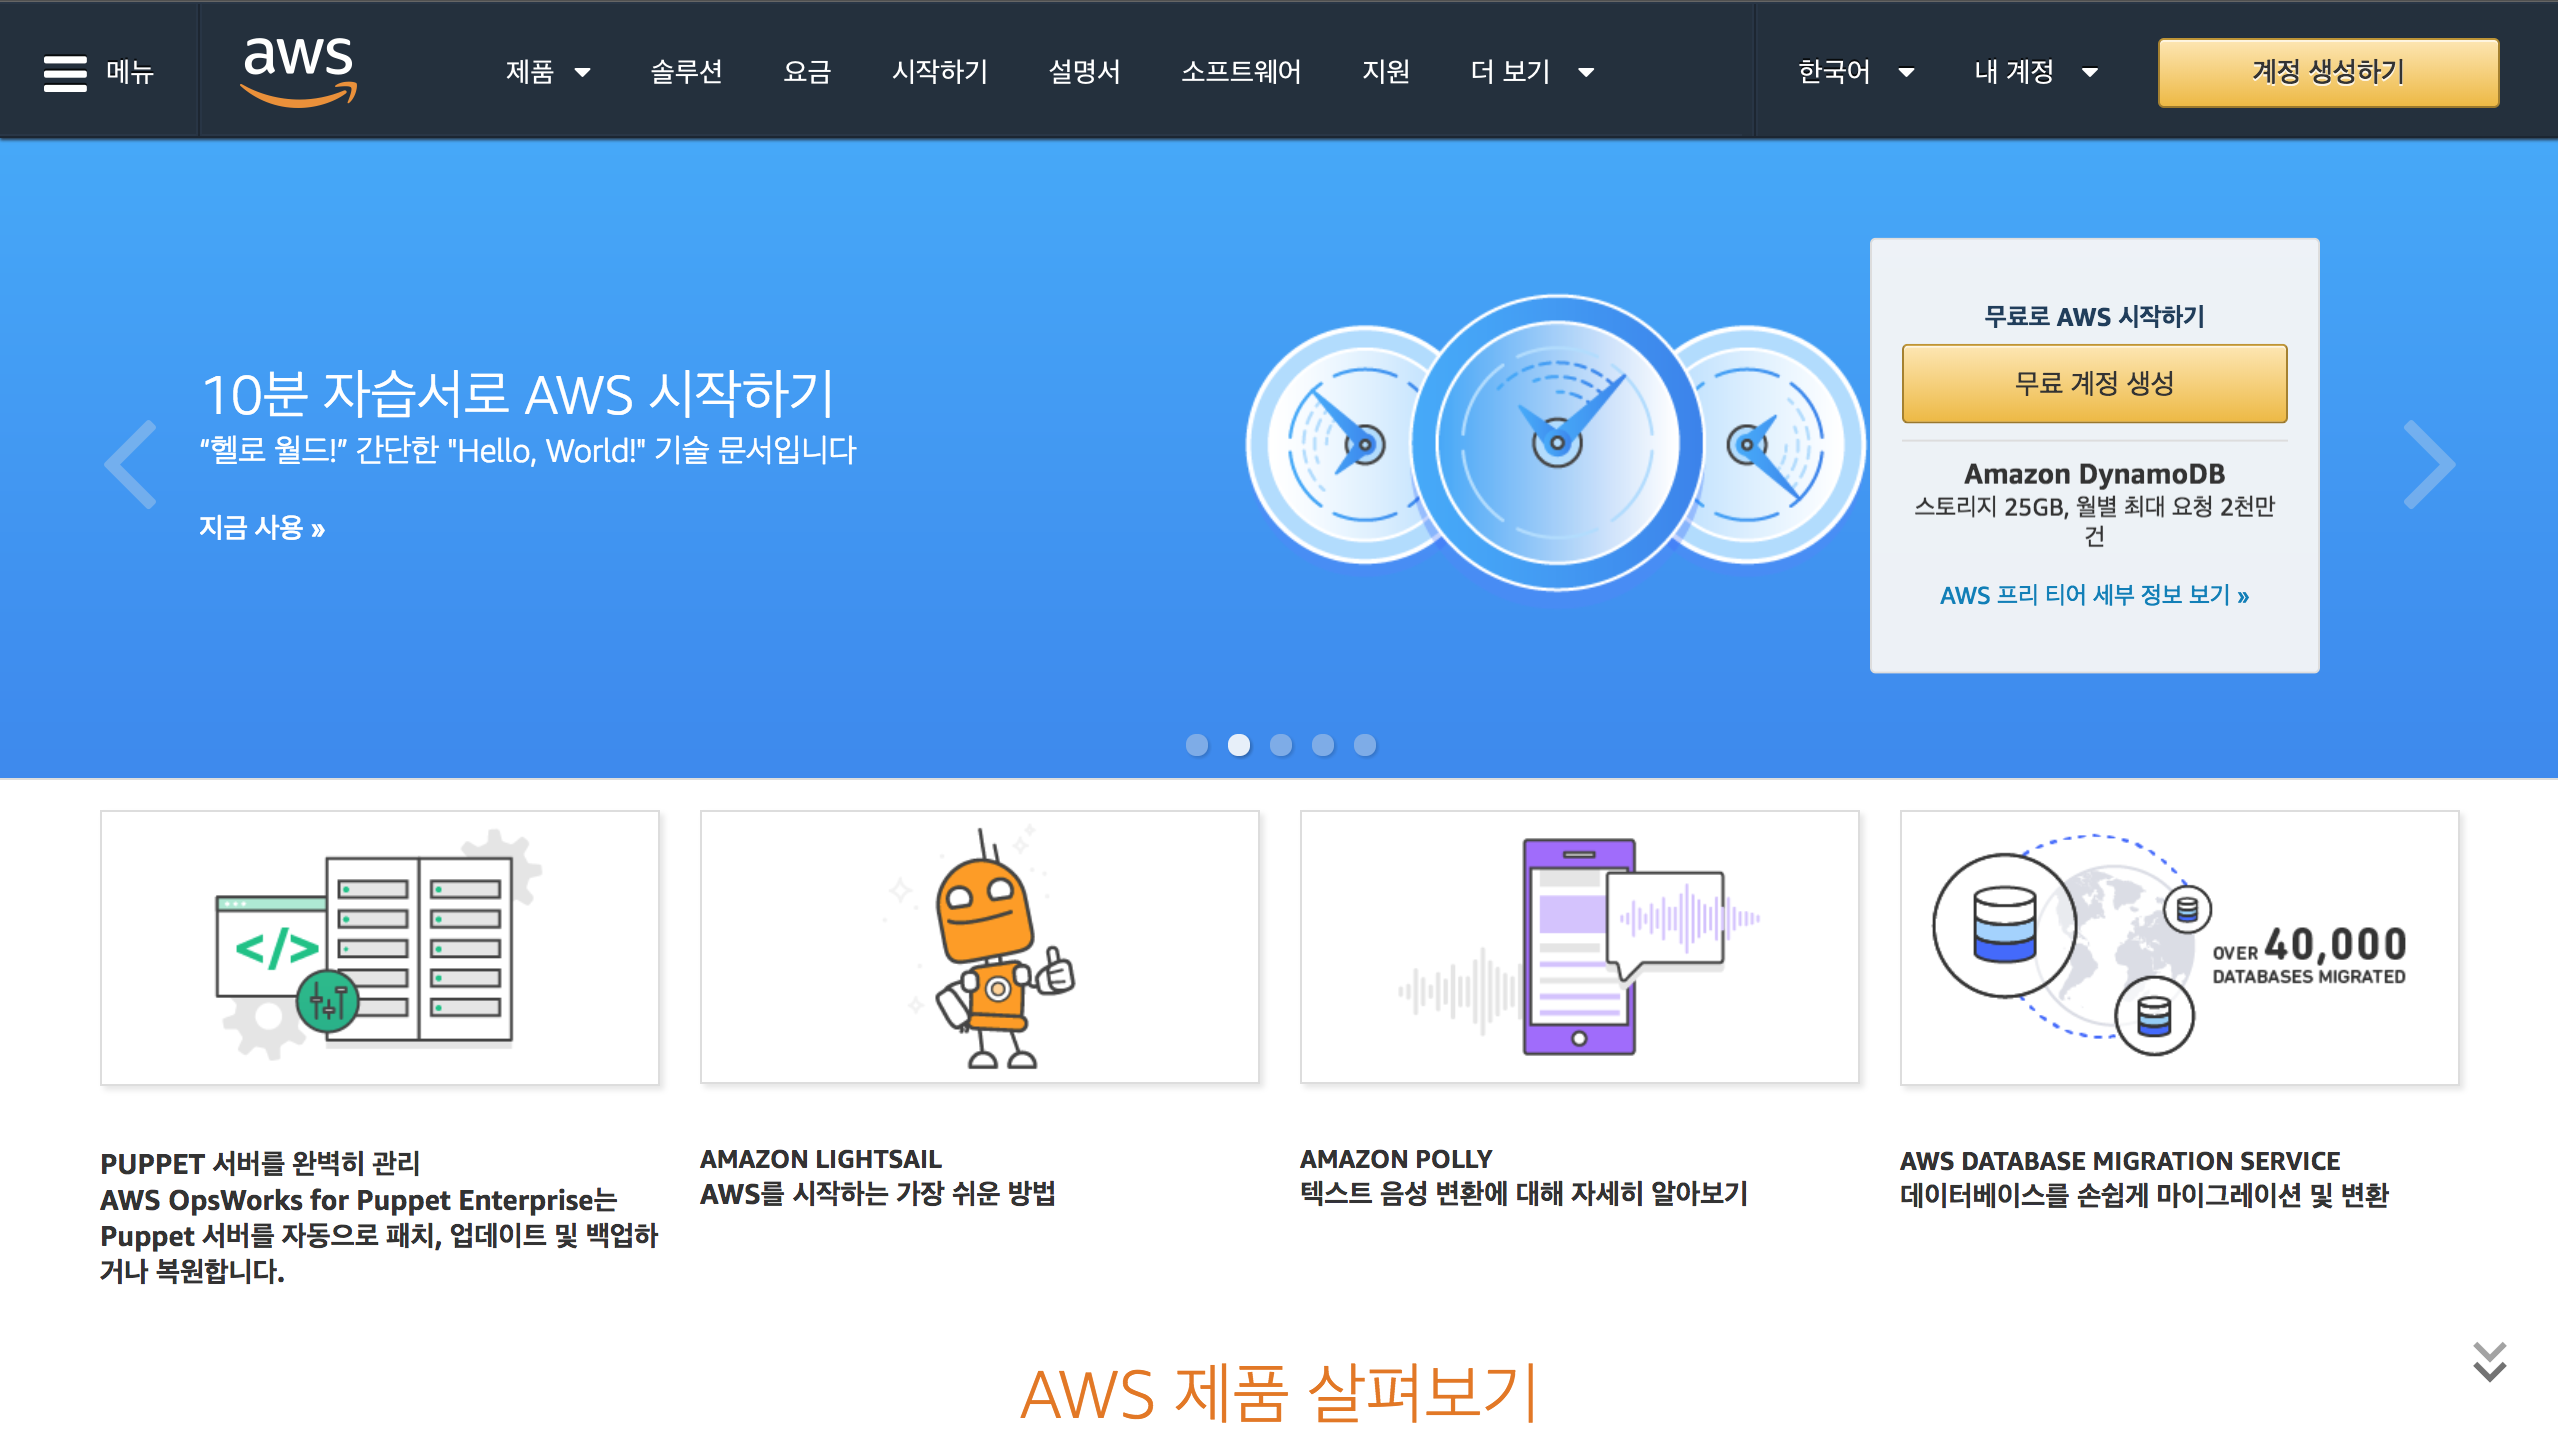 메뉴
aws
제품
솔루션
요금
시작하기
설명서
소프트웨어
지원
더 보기
한국어
내 계정
계정 생성하기
10분 자습서로 AWS 시작하기
“헬로 월드!” 간단한 "Hello, World!" 기술 문서입니다
지금 사용 »
무료로 AWS 시작하기
무료 계정 생성
Amazon DynamoDB
스토리지 25GB, 월별 최대 요청 2천만
건
AWS 프리 티어 세부 정보 보기 »
</>
OVER 40,000
DATABASES MIGRATED
PUPPET 서버를 완벽히 관리
AWS OpsWorks for Puppet Enterprise는
Puppet 서버를 자동으로 패치, 업데이트 및 백업하
거나 복원합니다.
AMAZON LIGHTSAIL
AWS를 시작하는 가장 쉬운 방법
AMAZON POLLY
텍스트 음성 변환에 대해 자세히 알아보기
AWS DATABASE MIGRATION SERVICE
데이터베이스를 손쉽게 마이그레이션 및 변환
AWS 제품 살펴보기